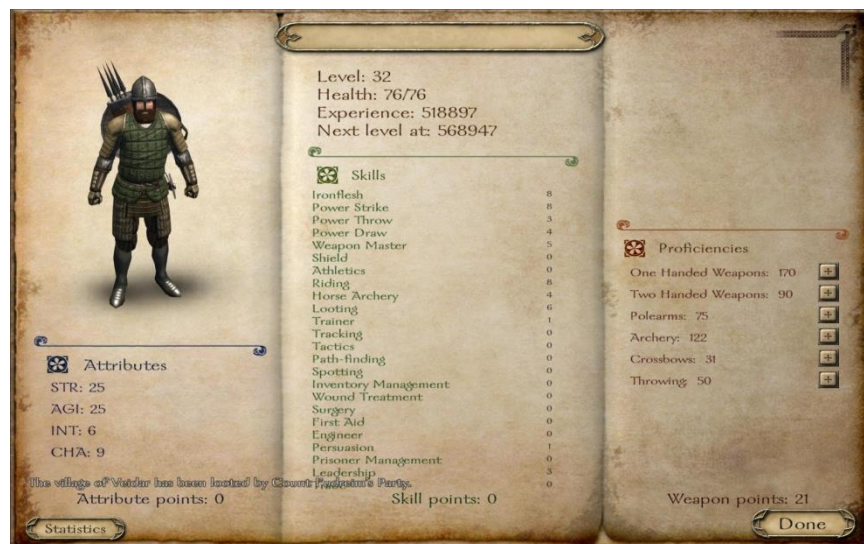 Level: 32
Health: 76/76
Experience: 518897
Next level at: 568947
Skills
Ironflesh 8
Power Strike 8
Power Throw 3
Power Draw 4
Weapon Master 5
Shield 0
Athletics 0
Riding 8
Horse Archery 4
Looting 6
Trainer 1
Tracking 0
Tactics 0
Path-finding 0
Spotting 0
Inventory Management 0
Wound Treatment 0
Surgery 0
First Aid 0
Engineer 0
Persuasion 1
Prisoner Management 0
Leadership 3
0
Attributes
STR: 25
AGI: 25
INT: 6
CHA: 9
The village of Veidar has been looted by Count Party.
Attribute points: 0
Skill points: 0
Proficiencies
One Handed Weapons: 170 +
Two Handed Weapons: 90 +
Polearms: 75 +
Archery: 122 +
Crossbows: 31 +
Throwing: 50 +
Weapon points: 21
Statistics
Done